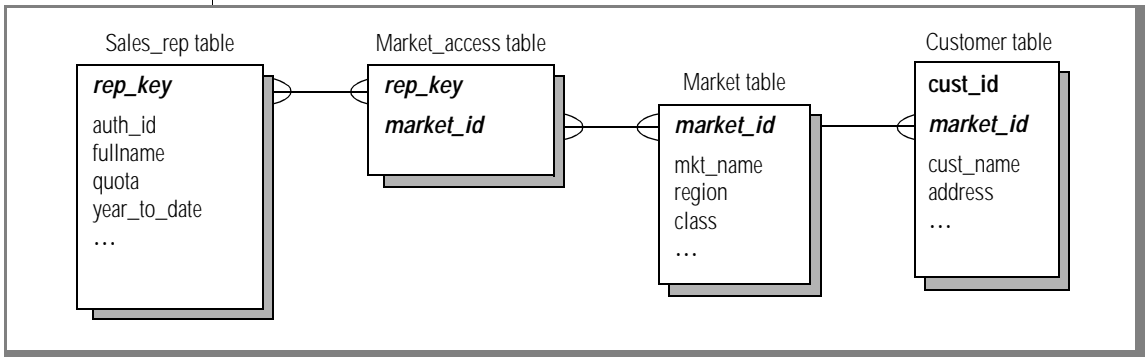 Sales_rep table
rep_key
auth_id
fullname
quota
year_to_date
...
Market_access table
rep_key
market_id
Market table
market_id
mkt_name
region
class
...
Customer table
cust_id
market_id
cust_name
address
...